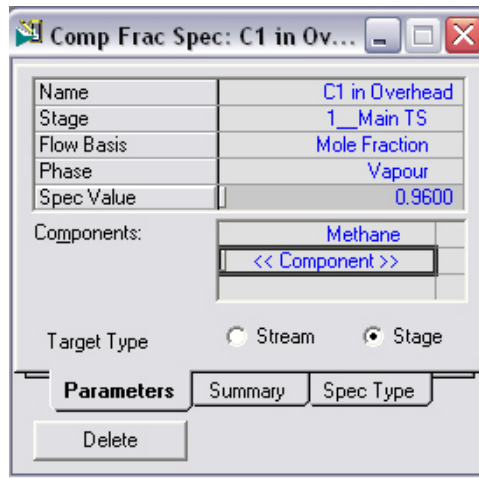 Comp Frac Spec: C1 in Ov...
Name C1 in Overhead
Stage 1__Main TS
Flow Basis Mole Fraction
Phase Vapour
Spec Value 0.9600
Components: Methane
<< Component >>
Target Type Stream Stage
Parameters Summary Spec Type
Delete